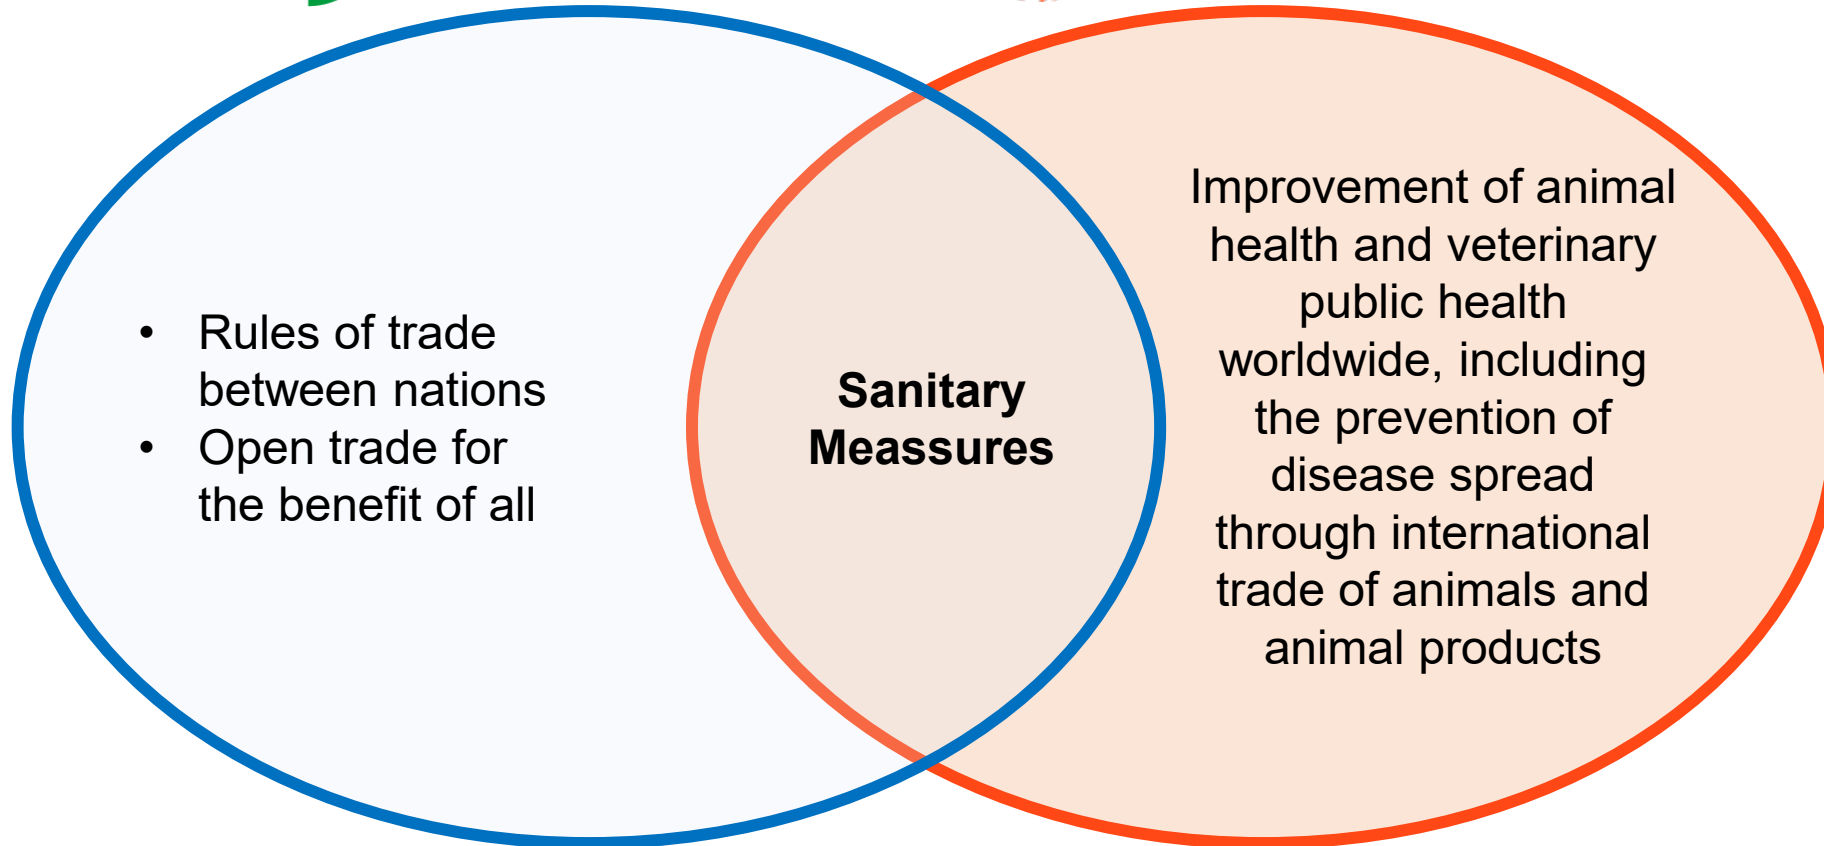 • Rules of trade
between nations
• Open trade for
the benefit of all
Sanitary
Meassures
Improvement of animal
health and veterinary
public health
worldwide, including
the prevention of
disease spread
through international
trade of animals and
animal products